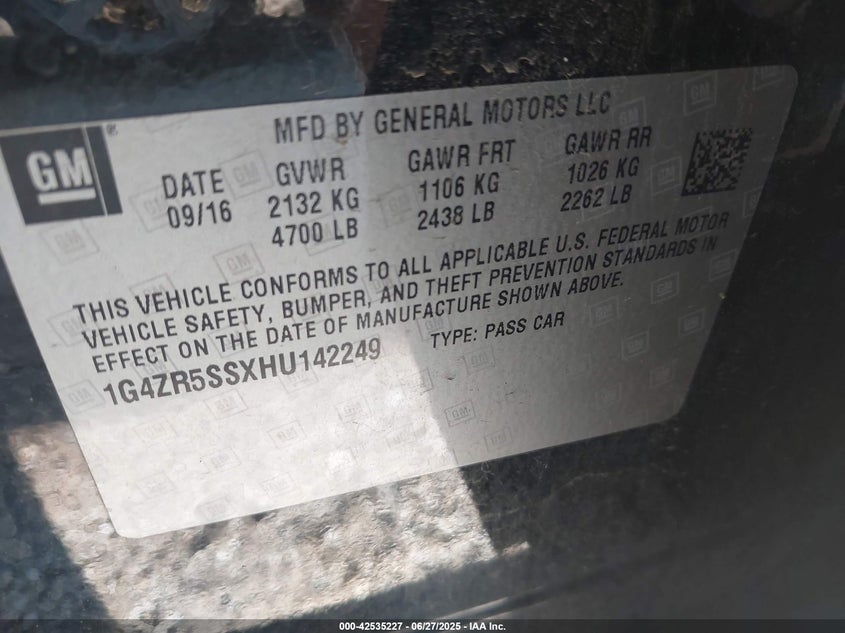 MFD BY GENERAL MOTORS LLC
GM®
DATE GVWR GAWR FRT GAWR RR
09/16 2132 KG 1106 KG 1026 KG
4700 LB 2438 LB 2262 LB
THIS VEHICLE CONFORMS TO ALL APPLICABLE U.S. FEDERAL MOTOR
VEHICLE SAFETY, BUMPER, AND THEFT PREVENTION STANDARDS IN
EFFECT ON THE DATE OF MANUFACTURE SHOWN ABOVE.
1G4ZR5SSXHU142249 TYPE: PASS CAR
000-42535227 - 06/27/2025 - IAA Inc.